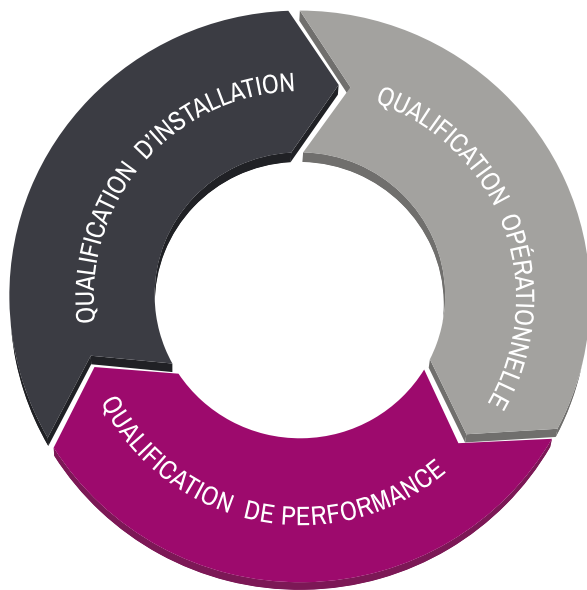 QUALIFICATION D'INSTALLATION
QUALIFICATION OPÉRATIONNELLE
QUALIFICATION DE PERFORMANCE